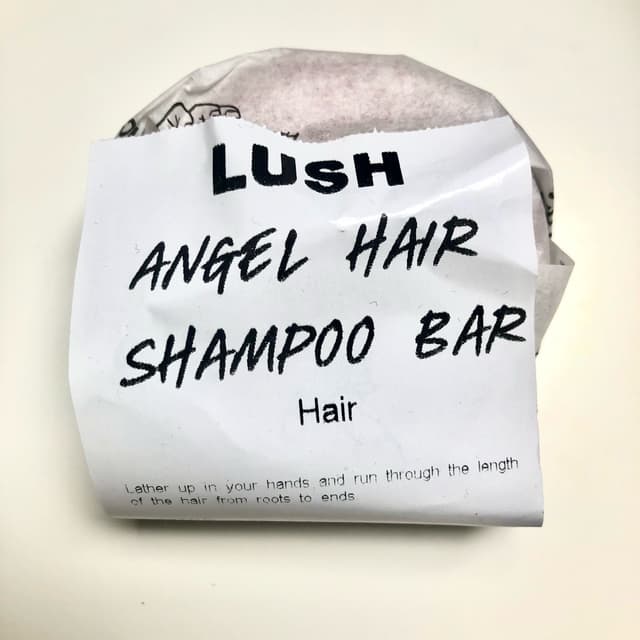 LUSH
ANGEL HAIR
SHAMPOO BAR
Hair
Lather up in your hands and run through the length
of the hair from roots to ends